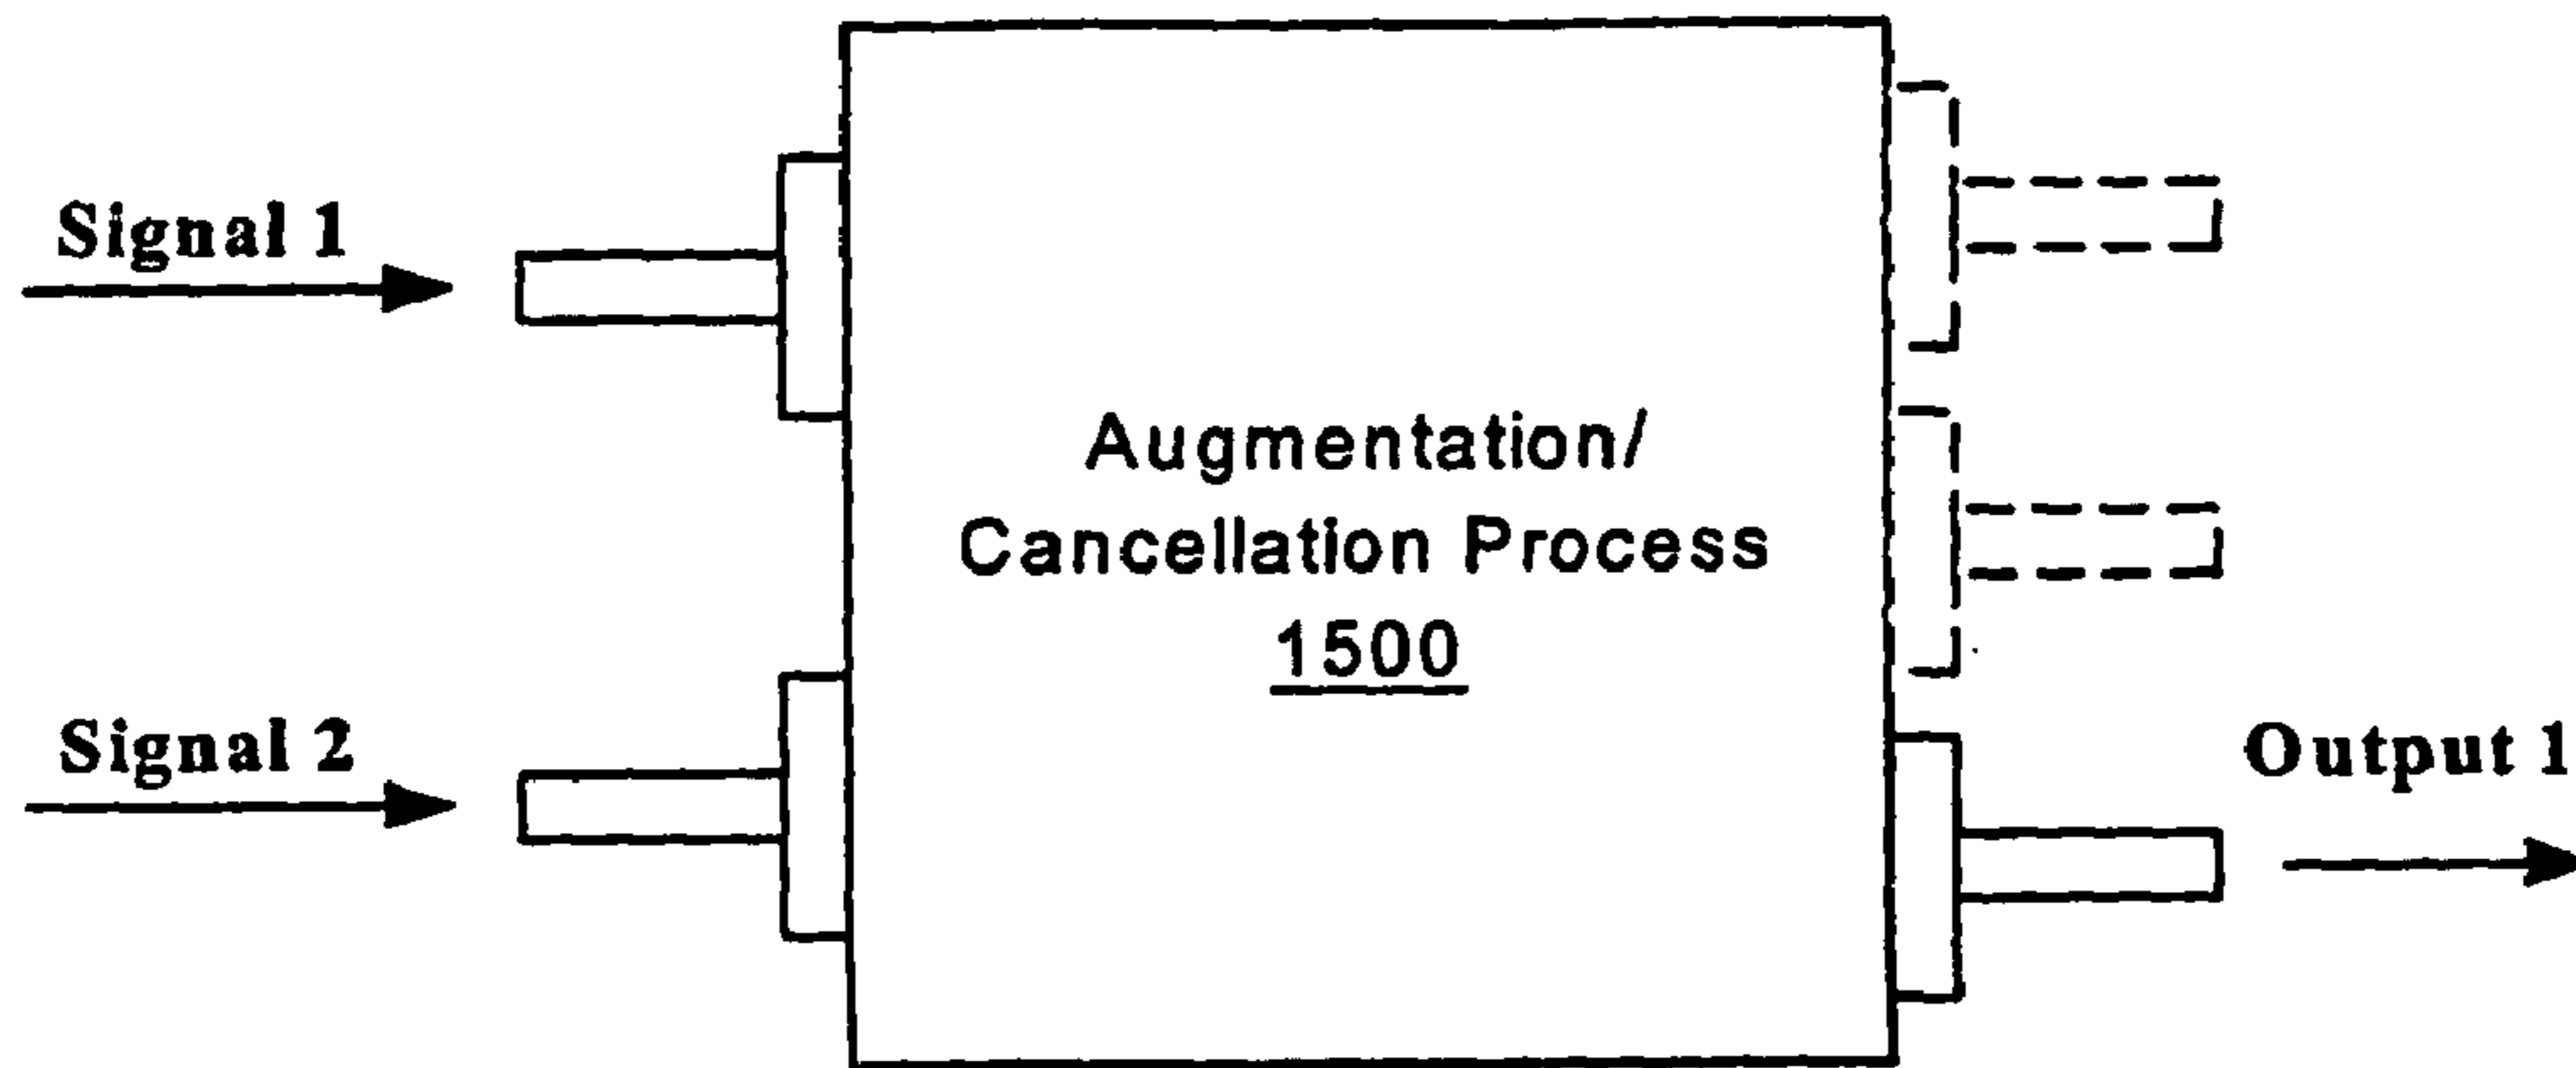 Signal 1
Augmentation/
Cancellation Process
1500
Signal 2
Output 1